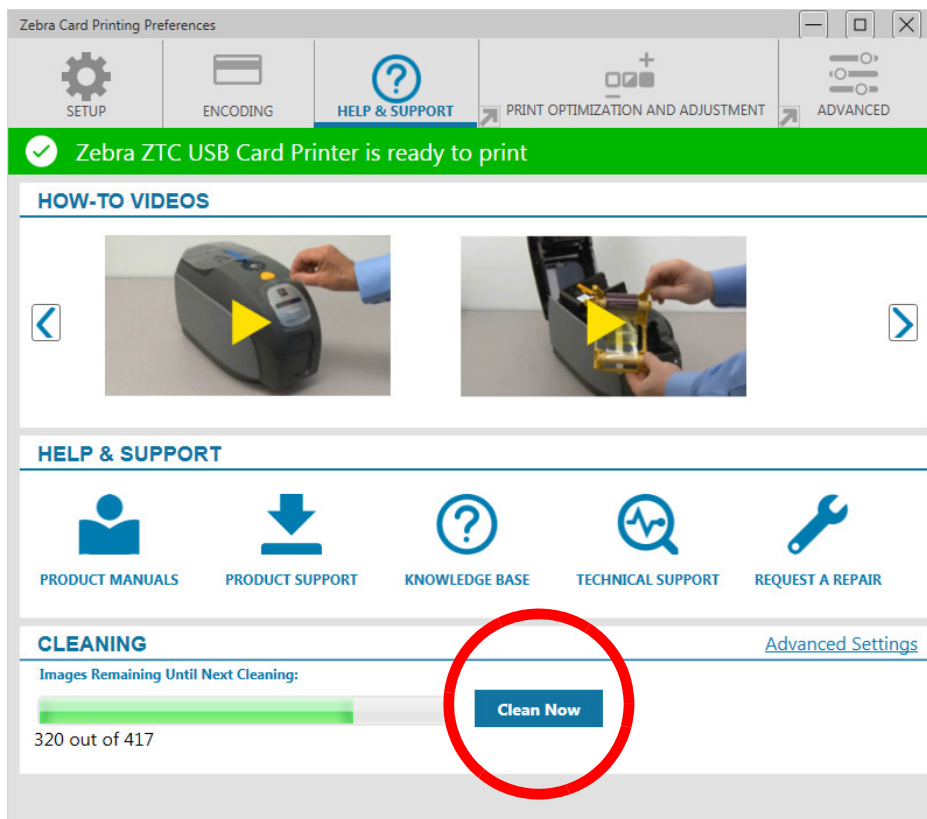 Zebra Card Printing Preferences
SETUP
ENCODING
HELP & SUPPORT
PRINT OPTIMIZATION AND ADJUSTMENT
ADVANCED
Zebra ZTC USB Card Printer is ready to print
HOW-TO VIDEOS
HELP & SUPPORT
PRODUCT MANUALS
PRODUCT SUPPORT
KNOWLEDGE BASE
TECHNICAL SUPPORT
REQUEST A REPAIR
CLEANING
Advanced Settings
Images Remaining Until Next Cleaning:
Clean Now
320 out of 417